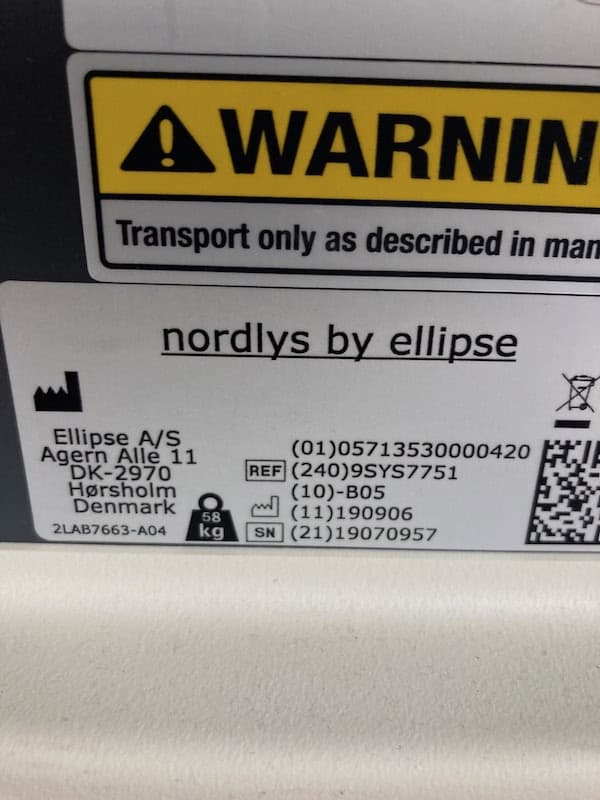 WARNIN
Transport only as described in man
nordlys by ellipse
Ellipse A/S
Agern Alle 11
DK-2970
Hørsholm
Denmark
2LAB7663-A04
58
kg
(01)05713530000420
REF (240)9SYS7751
(10)-B05
(11)190906
SN (21)19070957